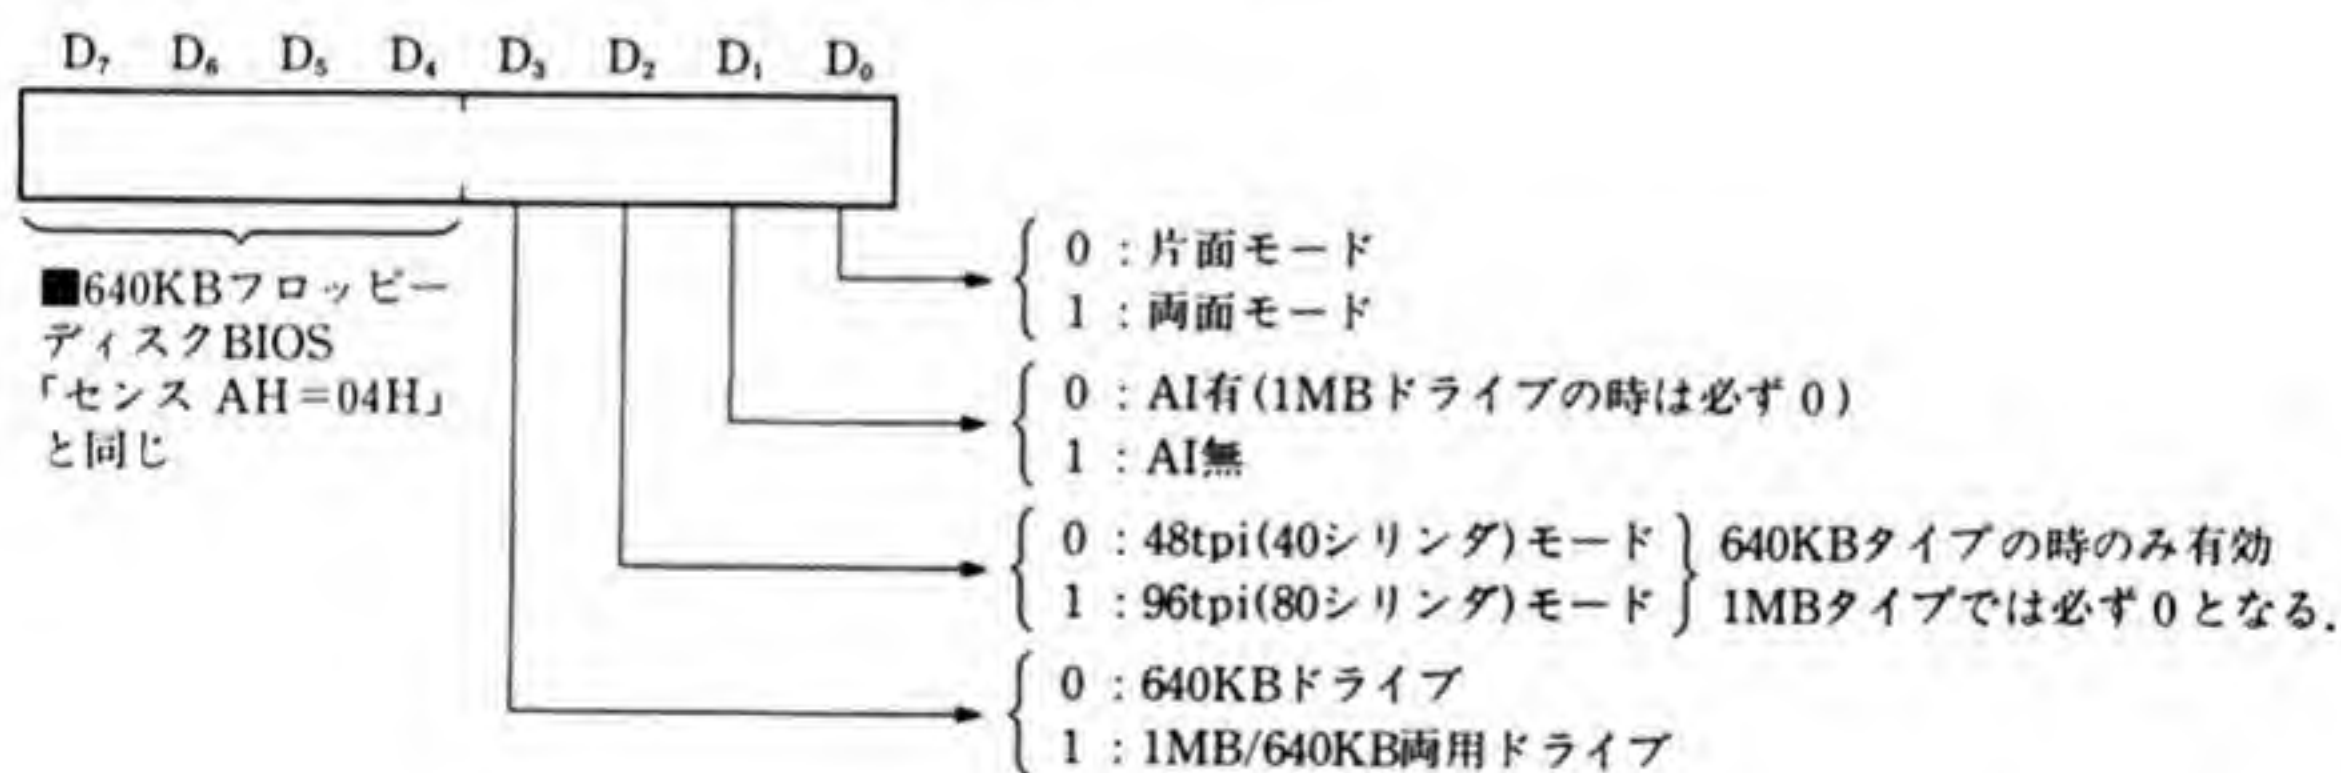 D₇ D₆ D₅ D₄ D₃ D₂ D₁ D₀
■640KBフロッピー
ディスクBIOS
「センス AH=04H」
と同じ
0 : 片面モード
1 : 両面モード
0 : AI有(1MBドライブの時は必ず0)
1 : AI無
0 : 48tpi(40シリンダ)モード
1 : 96tpi(80シリンダ)モード
640KBタイプの時のみ有効
1MBタイプでは必ず0となる.
0 : 640KBドライブ
1 : 1MB/640KB両用ドライブ